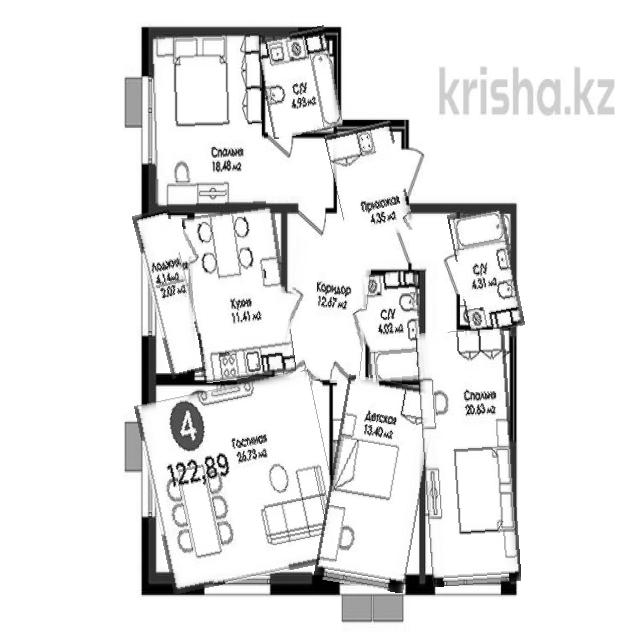 krisha.kz
С/У
4.93 м2
Спальня
18.48 м2
Прихожая
4.35 м2
Лоджия
4.14м2
2.07 м2
Кухня
11.41 м2
Коридор
12.67 м2
С/У
4.31 м2
С/У
4.02 м2
Спальня
20.63 м2
Детская
13.40 м2
4
122,89
Гостиная
26.73 м2